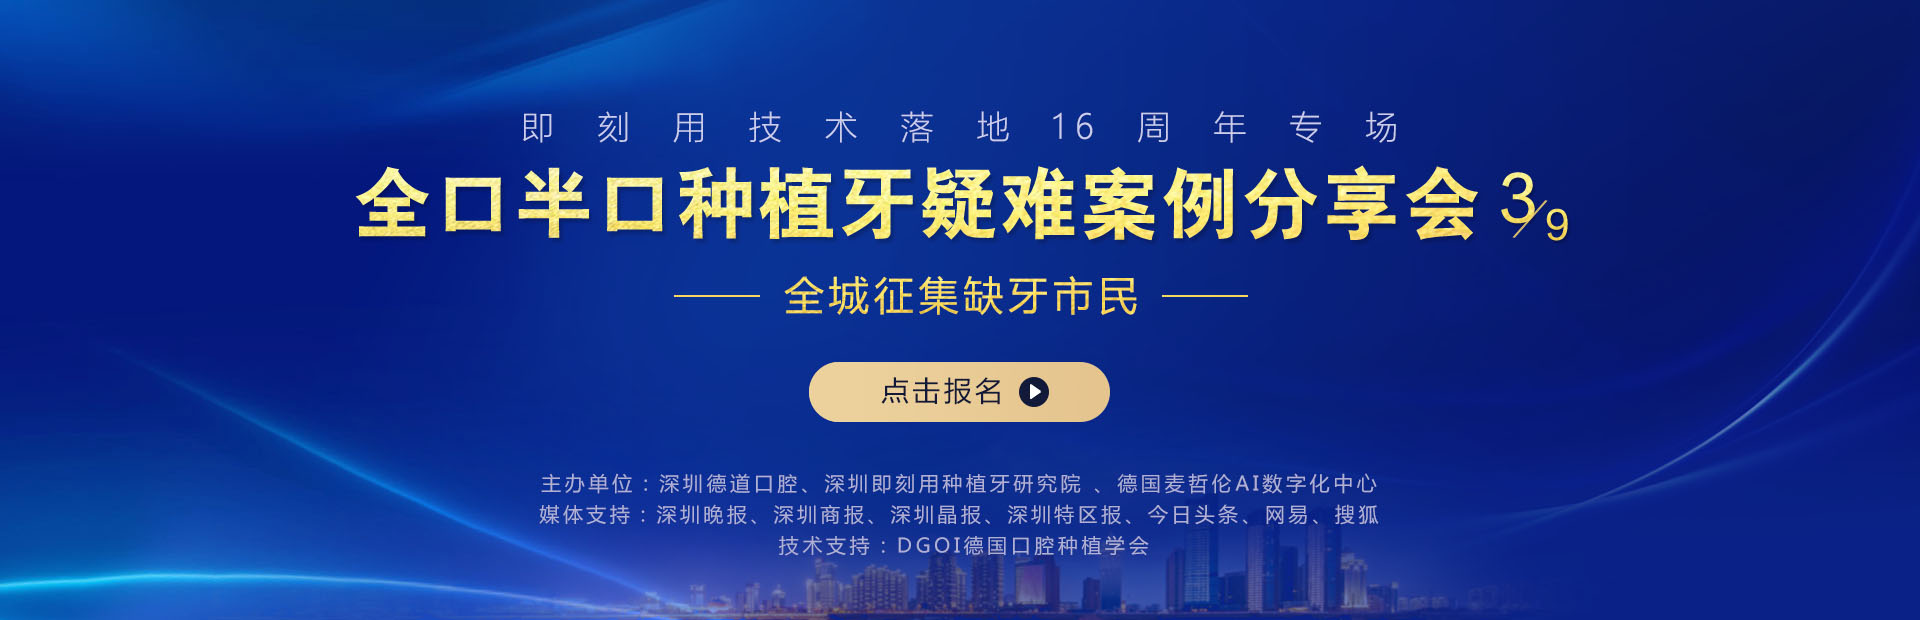 即刻用技术落地16周年专场
全口半口种植牙疑难案例分享会 3/9
全城征集缺牙市民
点击报名
主办单位：深圳德道口腔、深圳即刻用种植牙研究院 、德国麦哲伦AI数字化中心
媒体支持：深圳晚报、深圳商报、深圳晶报、深圳特区报、今日头条、网易、搜狐
技术支持：DGOI德国口腔种植学会